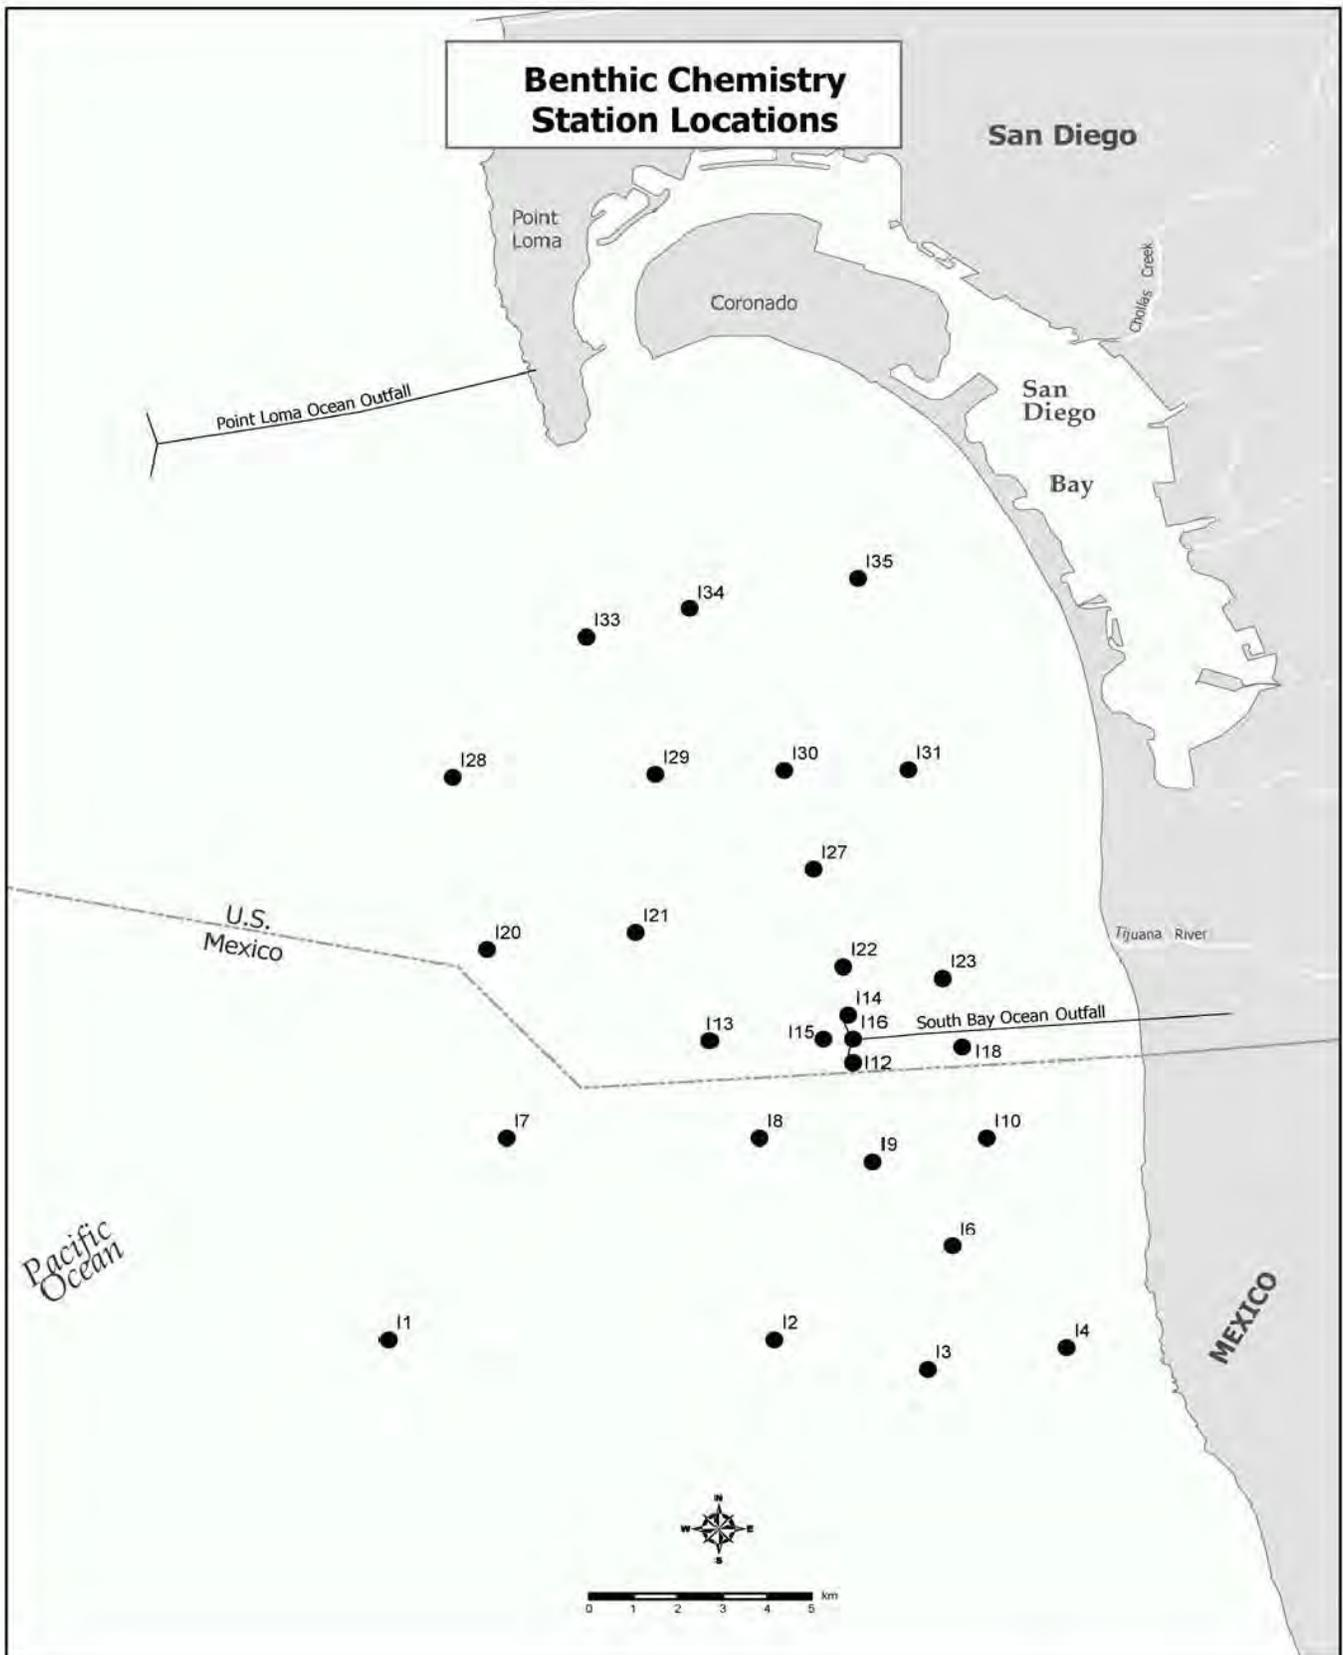 Benthic Chemistry
Station Locations
San Diego
Point
Loma
Chollas Creek
Coronado
San
Diego
Bay
Point Loma Ocean Outfall
I35
I34
I33
I28
I29
I30
I31
I27
U.S.
Mexico
I20
I21
Tijuana River
I22
I23
I14
South Bay Ocean Outfall
I13
I15
I16
I18
I12
I7
I8
I9
I10
I6
Pacific
Ocean
MEXICO
I1
I2
I3
I4
N
W E
S
km
0 1 2 3 4 5